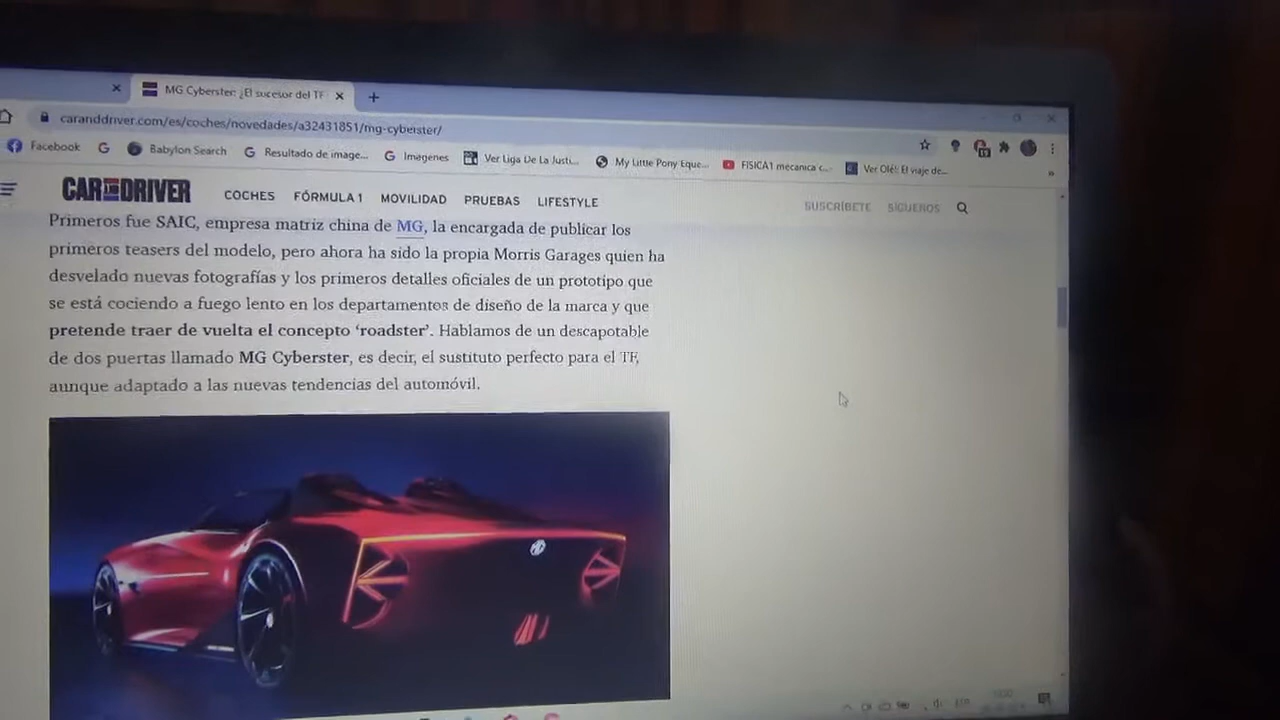 MG Cyberster: ¿El sucesor del TF
caranddriver.com/es/coches/novedades/a32431851/mg-cyberster/
Facebook Babylon Search Resultado de image... Imágenes Ver Liga De La Justi... My Little Pony Eque... FISICA1 mecanica c... Ver Olé!: El viaje de...
CAR AND DRIVER COCHES FÓRMULA 1 MOVILIDAD PRUEBAS LIFESTYLE SUSCRÍBETE SÍGUENOS
Primeros fue SAIC, empresa matriz china de MG, la encargada de publicar los
primeros teasers del modelo, pero ahora ha sido la propia Morris Garages quien ha
desvelado nuevas fotografías y los primeros detalles oficiales de un prototipo que
se está cociendo a fuego lento en los departamentos de diseño de la marca y que
pretende traer de vuelta el concepto ‘roadster’. Hablamos de un descapotable
de dos puertas llamado MG Cyberster, es decir, el sustituto perfecto para el TF,
aunque adaptado a las nuevas tendencias del automóvil.
MG